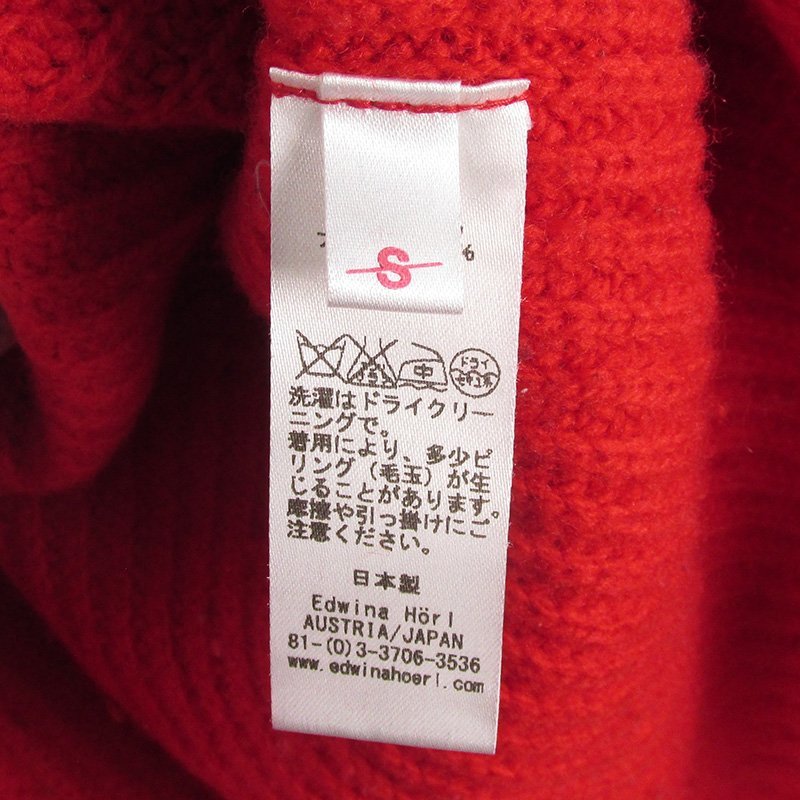 S
%
ドライ
中
洗濯はドライクリー
ニングで。
着用により、多少ピ
リング（毛玉）が生
じることがあります。
摩擦や引っ掛けにご
注意ください。
日本製
Edwina Hörl
AUSTRIA/JAPAN
81-(0)3-3706-3536
www.edwinahoerl.com